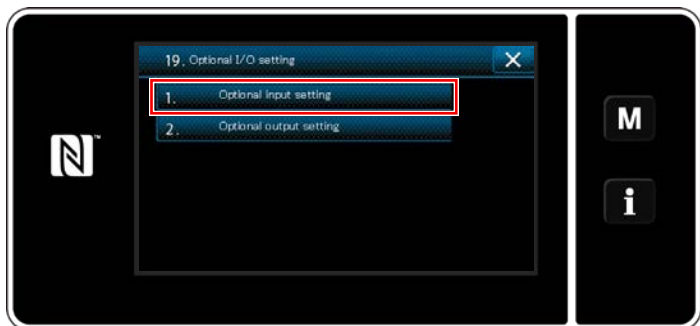 19. Optional I/O setting
1. Optional input setting
2. Optional output setting
M
i